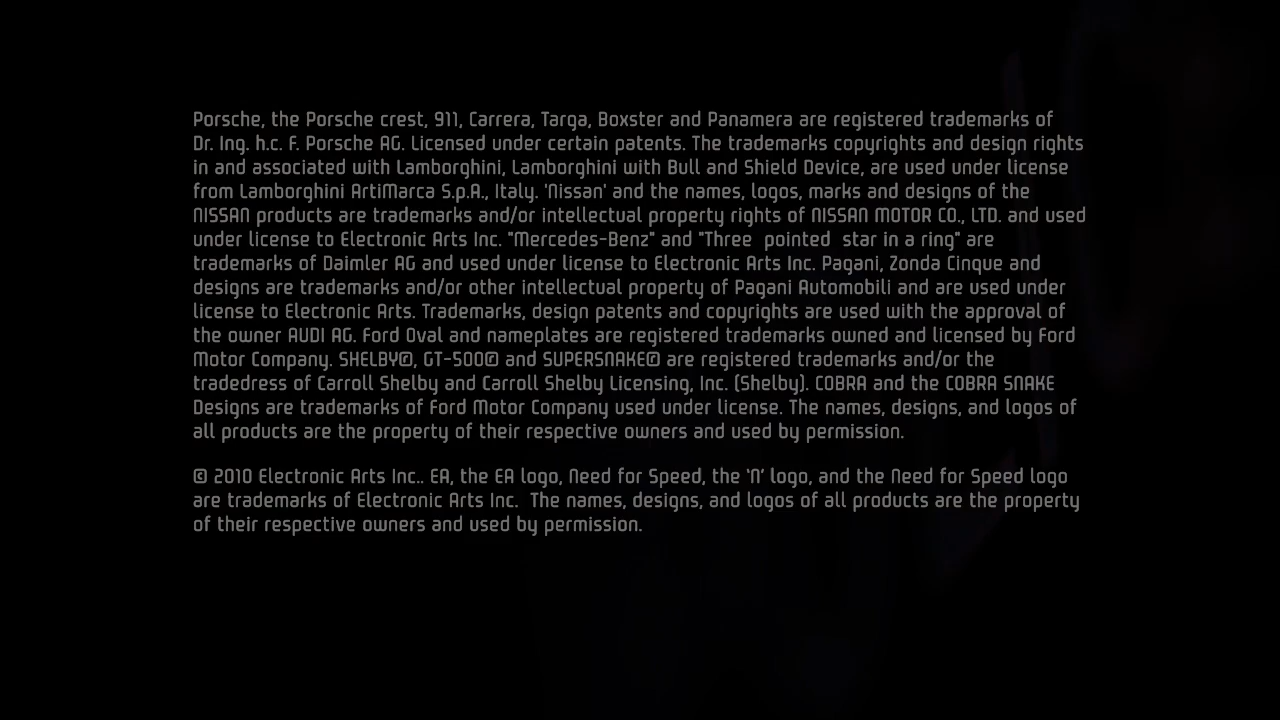 Porsche, the Porsche crest, 911, Carrera, Targa, Boxster and Panamera are registered trademarks of
Dr. Ing. h.c. F. Porsche AG. Licensed under certain patents. The trademarks copyrights and design rights
in and associated with Lamborghini, Lamborghini with Bull and Shield Device, are used under license
from Lamborghini ArtiMarca S.p.A., Italy. 'Nissan' and the names, logos, marks and designs of the
NISSAN products are trademarks and/or intellectual property rights of NISSAN MOTOR CO., LTD. and used
under license to Electronic Arts Inc. "Mercedes-Benz" and "Three  pointed  star in a ring" are
trademarks of Daimler AG and used under license to Electronic Arts Inc. Pagani, Zonda Cinque and
designs are trademarks and/or other intellectual property of Pagani Automobili and are used under
license to Electronic Arts. Trademarks, design patents and copyrights are used with the approval of
the owner AUDI AG. Ford Oval and nameplates are registered trademarks owned and licensed by Ford
Motor Company. SHELBY©, GT-500© and SUPERSNAKE© are registered trademarks and/or the
tradedress of Carroll Shelby and Carroll Shelby Licensing, Inc. (Shelby). COBRA and the COBRA SNAKE
Designs are trademarks of Ford Motor Company used under license. The names, designs, and logos of
all products are the property of their respective owners and used by permission.
© 2010 Electronic Arts Inc.. EA, the EA logo, Need for Speed, the 'N' logo, and the Need for Speed logo
are trademarks of Electronic Arts Inc.  The names, designs, and logos of all products are the property
of their respective owners and used by permission.